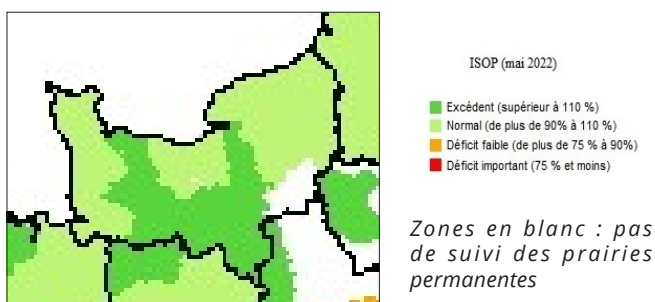 ISOP (mai 2022)
Excédent (supérieur à 110 %)
Normal (de plus de 90% à 110 %)
Déficit faible (de plus de 75 % à 90%)
Déficit important (75 % et moins)
Zones en blanc : pas
de suivi des prairies
permanentes